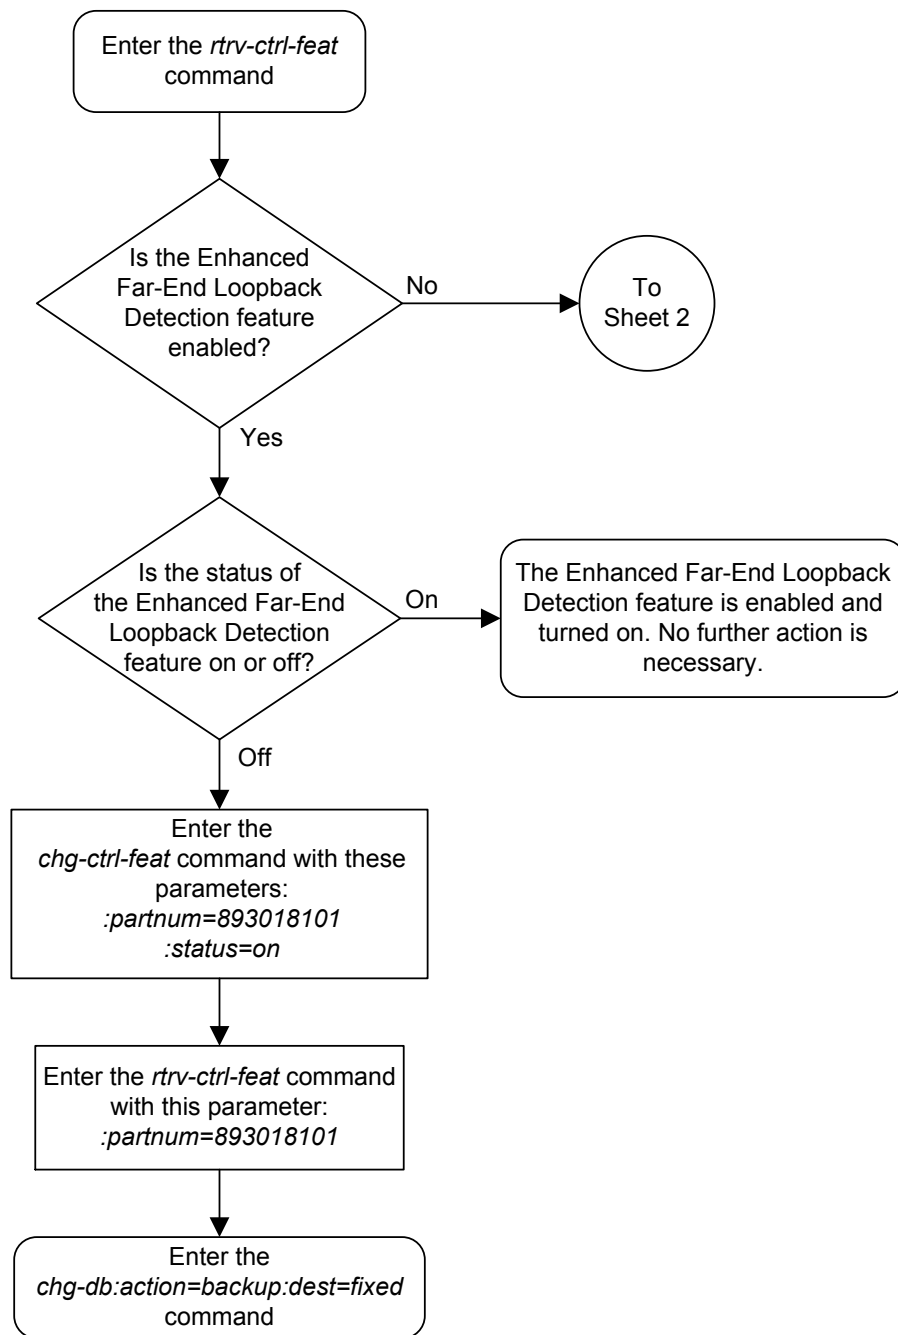 Enter the rtrv-ctrl-feat
command
Is the Enhanced
Far-End Loopback
Detection feature
enabled?
No
To
Sheet 2
Yes
Is the status of
the Enhanced Far-End
Loopback Detection
feature on or off?
On
The Enhanced Far-End Loopback
Detection feature is enabled and
turned on. No further action is
necessary.
Off
Enter the
chg-ctrl-feat command with these
parameters:
:partnum=893018101
:status=on
Enter the rtrv-ctrl-feat command
with this parameter:
:partnum=893018101
Enter the
chg-db:action=backup:dest=fixed
command